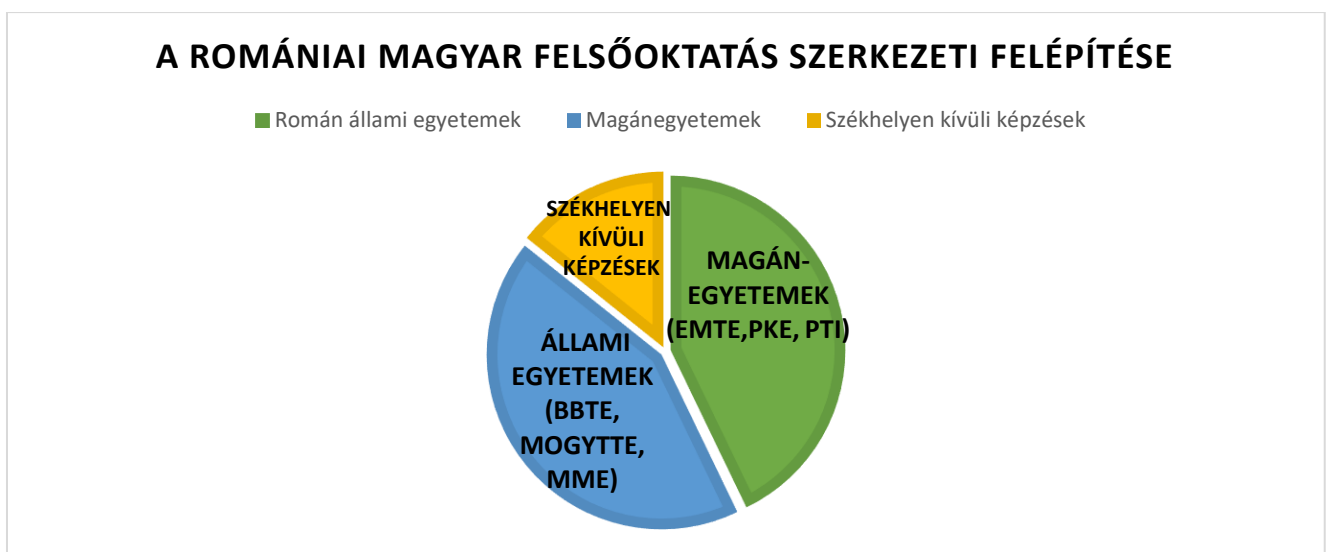 A ROMÁNIAI MAGYAR FELSŐOKTATÁS SZERKEZETI FELÉPÍTÉSE
Román állami egyetemek Magánegyetemek Székhelyen kívüli képzések
SZÉKHELYEN
KÍVÜLI
KÉPZÉSEK
MAGÁN-
EGYETEMEK
(EMTE,PKE, PTI)
ÁLLAMI
EGYETEMEK
(BBTE,
MOGYTTE,
MME)